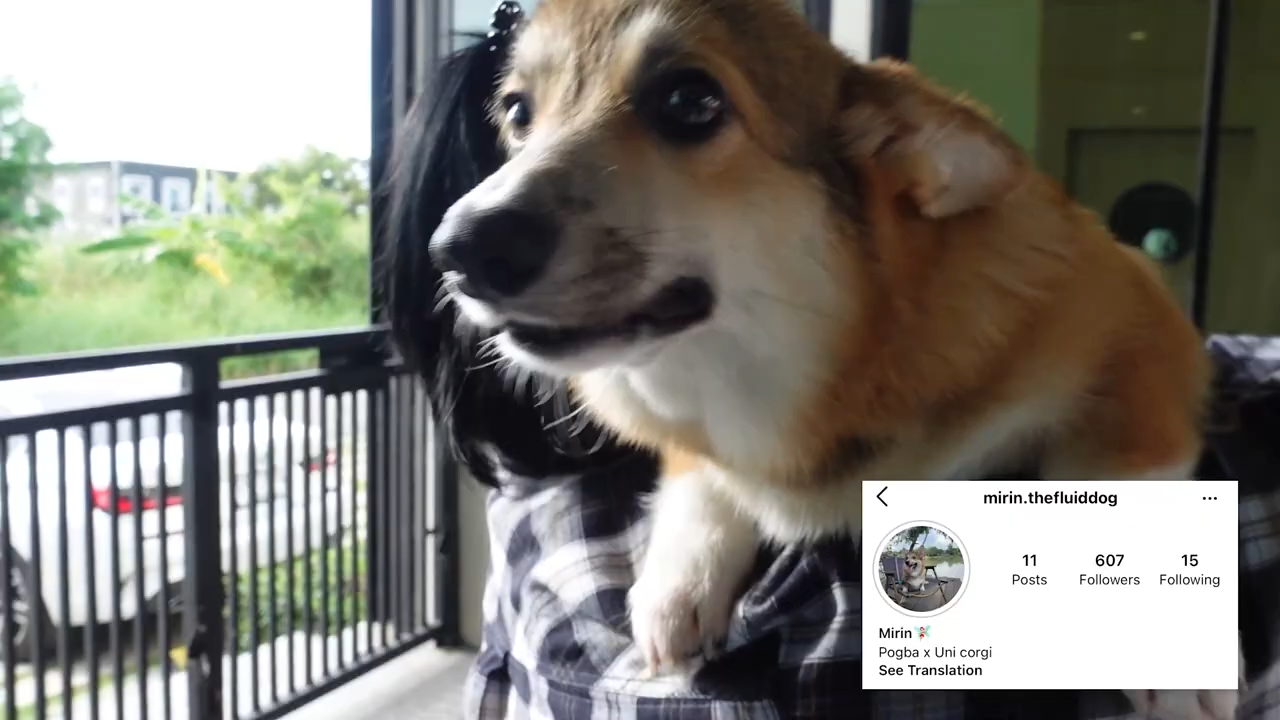 mirin.thefluiddog
11 607 15
Posts Followers Following
Mirin
Pogba x Uni corgi
See Translation